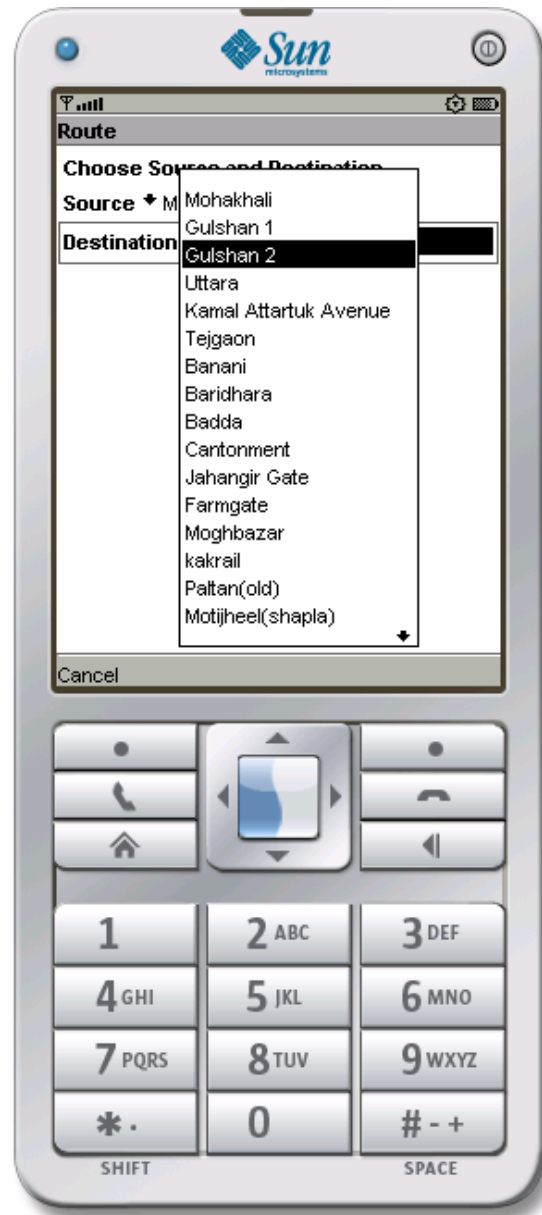 Sun
microsystems
Route
Choose Source and Destination
Source M
Destination
Mohakhali
Gulshan 1
Gulshan 2
Uttara
Kamal Attartuk Avenue
Tejgaon
Banani
Baridhara
Badda
Cantonment
Jahangir Gate
Farmgate
Moghbazar
kakrail
Paltan(old)
Motijheel(shapla)
Cancel
1 2 ABC 3 DEF
4 GHI 5 JKL 6 MNO
7 PQRS 8 TUV 9 WXYZ
* . 0 # - +
SHIFT SPACE